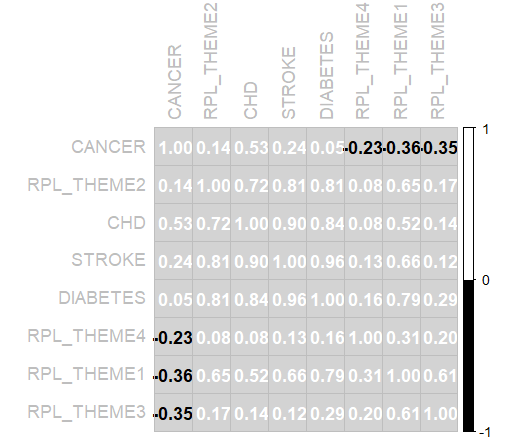 CANCER RPL_THEME2 CHD STROKE DIABETES RPL_THEME4 RPL_THEME1 RPL_THEME3
CANCER 1.00 0.14 0.53 0.24 0.05 -0.23 -0.36 -0.35 1
RPL_THEME2 0.14 1.00 0.72 0.81 0.81 0.08 0.65 0.17
CHD 0.53 0.72 1.00 0.90 0.84 0.08 0.52 0.14
STROKE 0.24 0.81 0.90 1.00 0.96 0.13 0.66 0.12 0
DIABETES 0.05 0.81 0.84 0.96 1.00 0.16 0.79 0.29
RPL_THEME4 -0.23 0.08 0.08 0.13 0.16 1.00 0.31 0.20
RPL_THEME1 -0.36 0.65 0.52 0.66 0.79 0.31 1.00 0.61
RPL_THEME3 -0.35 0.17 0.14 0.12 0.29 0.20 0.61 1.00 -1